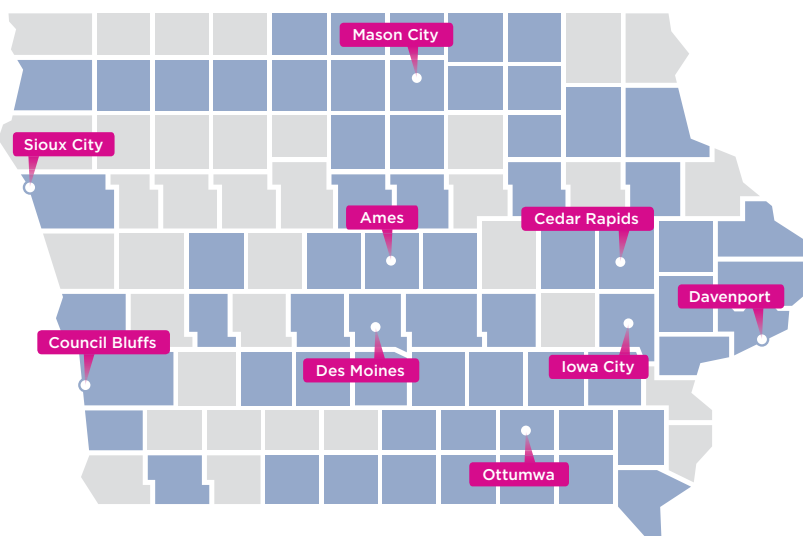 Mason City
Sioux City
Ames
Cedar Rapids
Davenport
Council Bluffs
Des Moines
Iowa City
Ottumwa